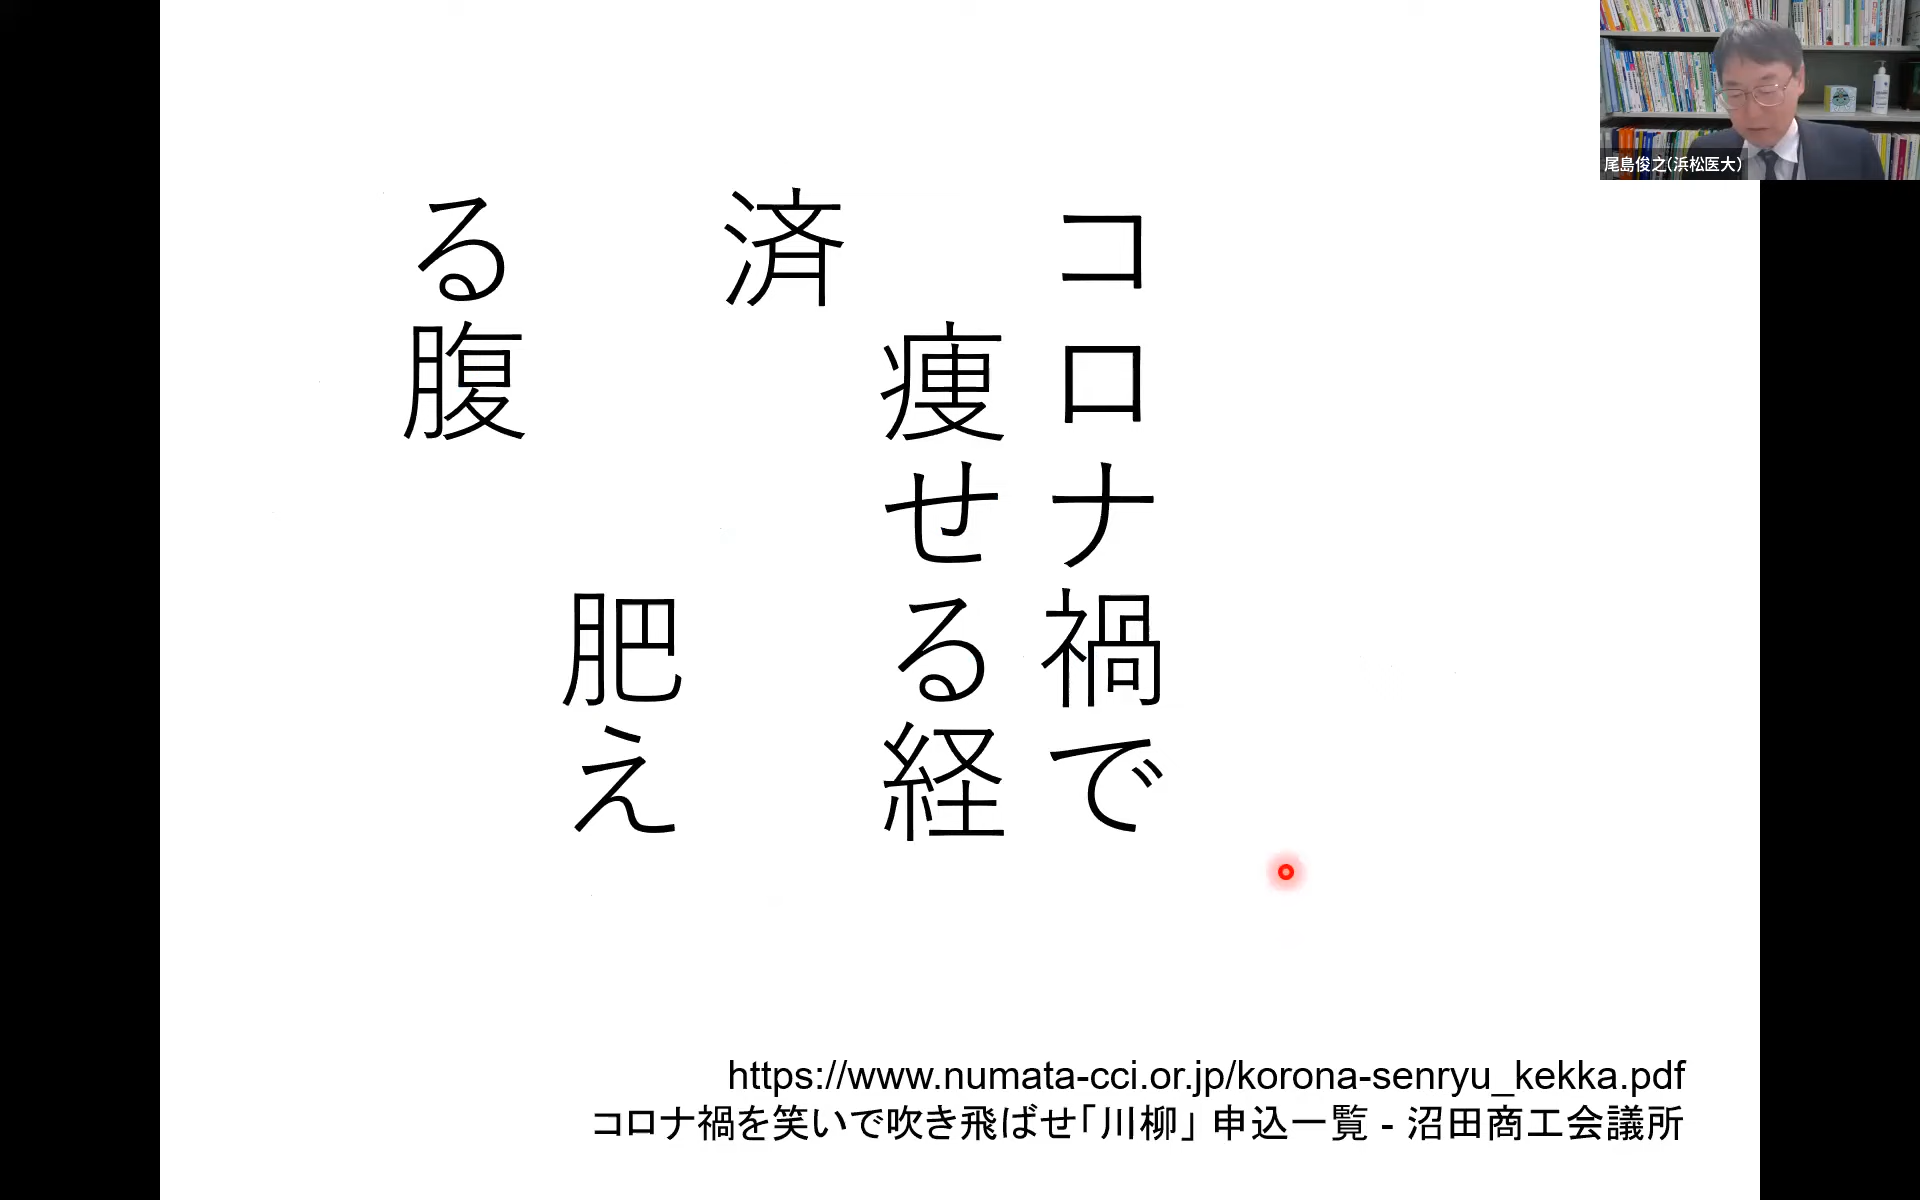 コロナ禍で
痩せる経
済
肥え
る腹
https://www.numata-cci.or.jp/korona-senryu_kekka.pdf
コロナ禍を笑いで吹き飛ばせ「川柳」 申込一覧 - 沼田商工会議所
尾島俊之(浜松医大)